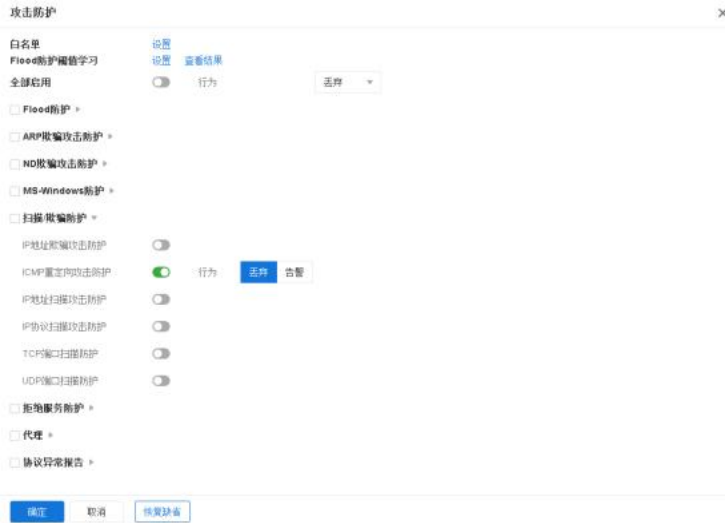 攻击防护
白名单 设置
Flood防护阈值学习 设置 查看结果
全部启用 行为 丢弃
Flood防护
ARP欺骗攻击防护
ND欺骗攻击防护
MS-Windows防护
扫描/欺骗防护
IP地址欺骗攻击防护
ICMP重定向攻击防护 行为 丢弃 告警
IP地址扫描攻击防护
IP协议扫描攻击防护
TCP端口扫描防护
UDP端口扫描防护
拒绝服务防护
代理
协议异常报告
确定 取消 恢复缺省